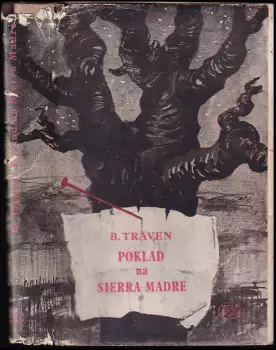 B. TRAVEN
POKLAD
na
SIERRA MADRE